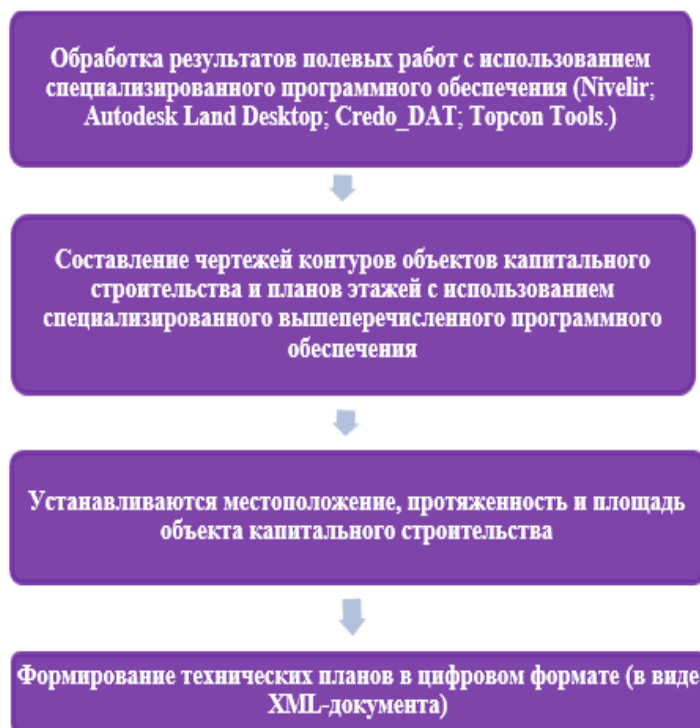 Обработка результатов полевых работ с использованием
специализированного программного обеспечения (Nivelir;
Autodesk Land Desktop; Credo_DAT; Topcon Tools.)
Составление чертежей контуров объектов капитального
строительства и планов этажей с использованием
специализированного вышеперечисленного программного
обеспечения
Устанавливаются местоположение, протяженность и площадь
объекта капитального строительства
Формирование технических планов в цифровом формате (в виде
XML-документа)